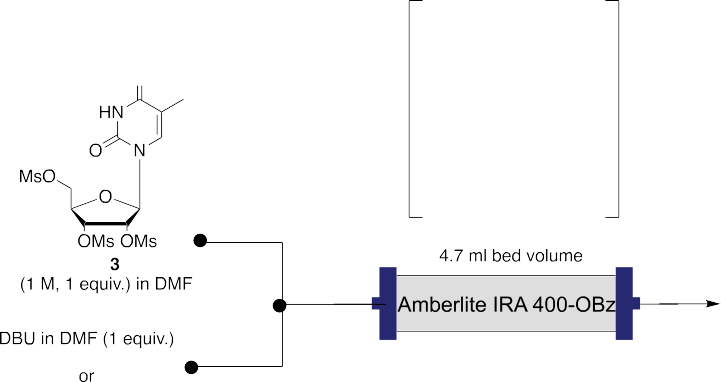 HN
O
N
MsO
O
OMs OMs
3
(1 M, 1 equiv.) in DMF
DBU in DMF (1 equiv.)
or
4.7 ml bed volume
Amberlite IRA 400-OBz